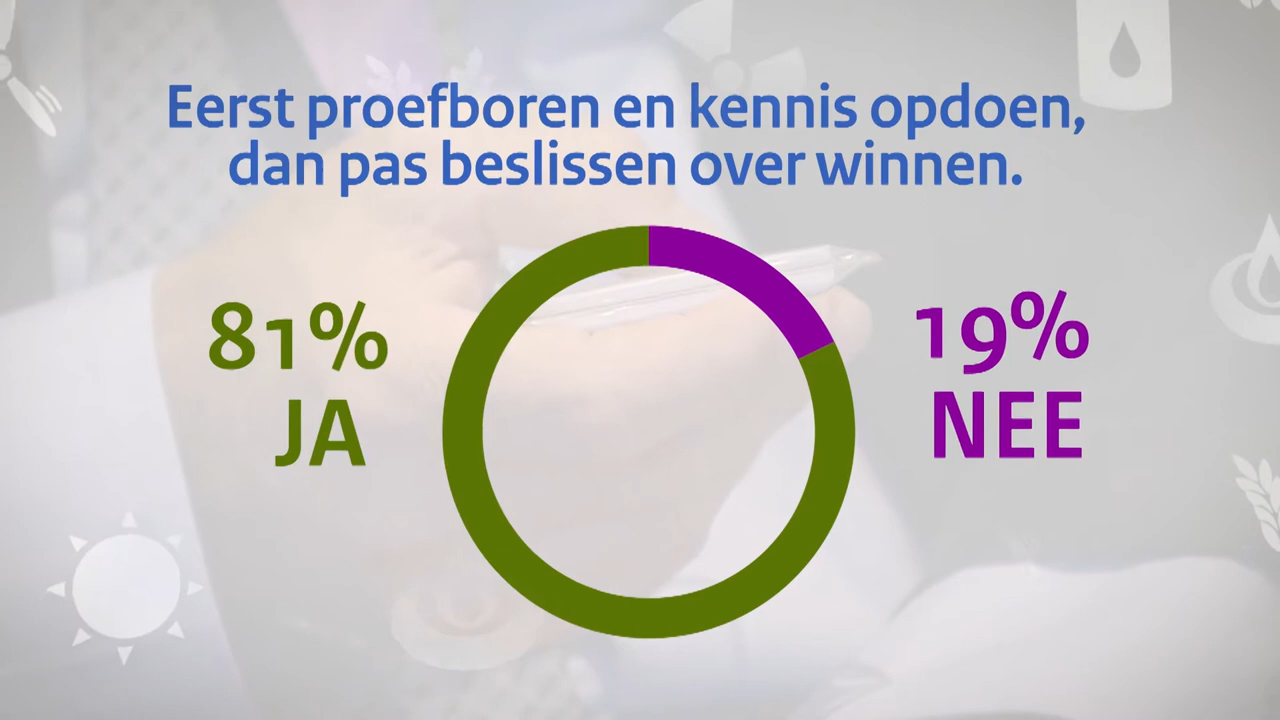 Eerst proefboren en kennis opdoen,
dan pas beslissen over winnen.
81%
JA
19%
NEE